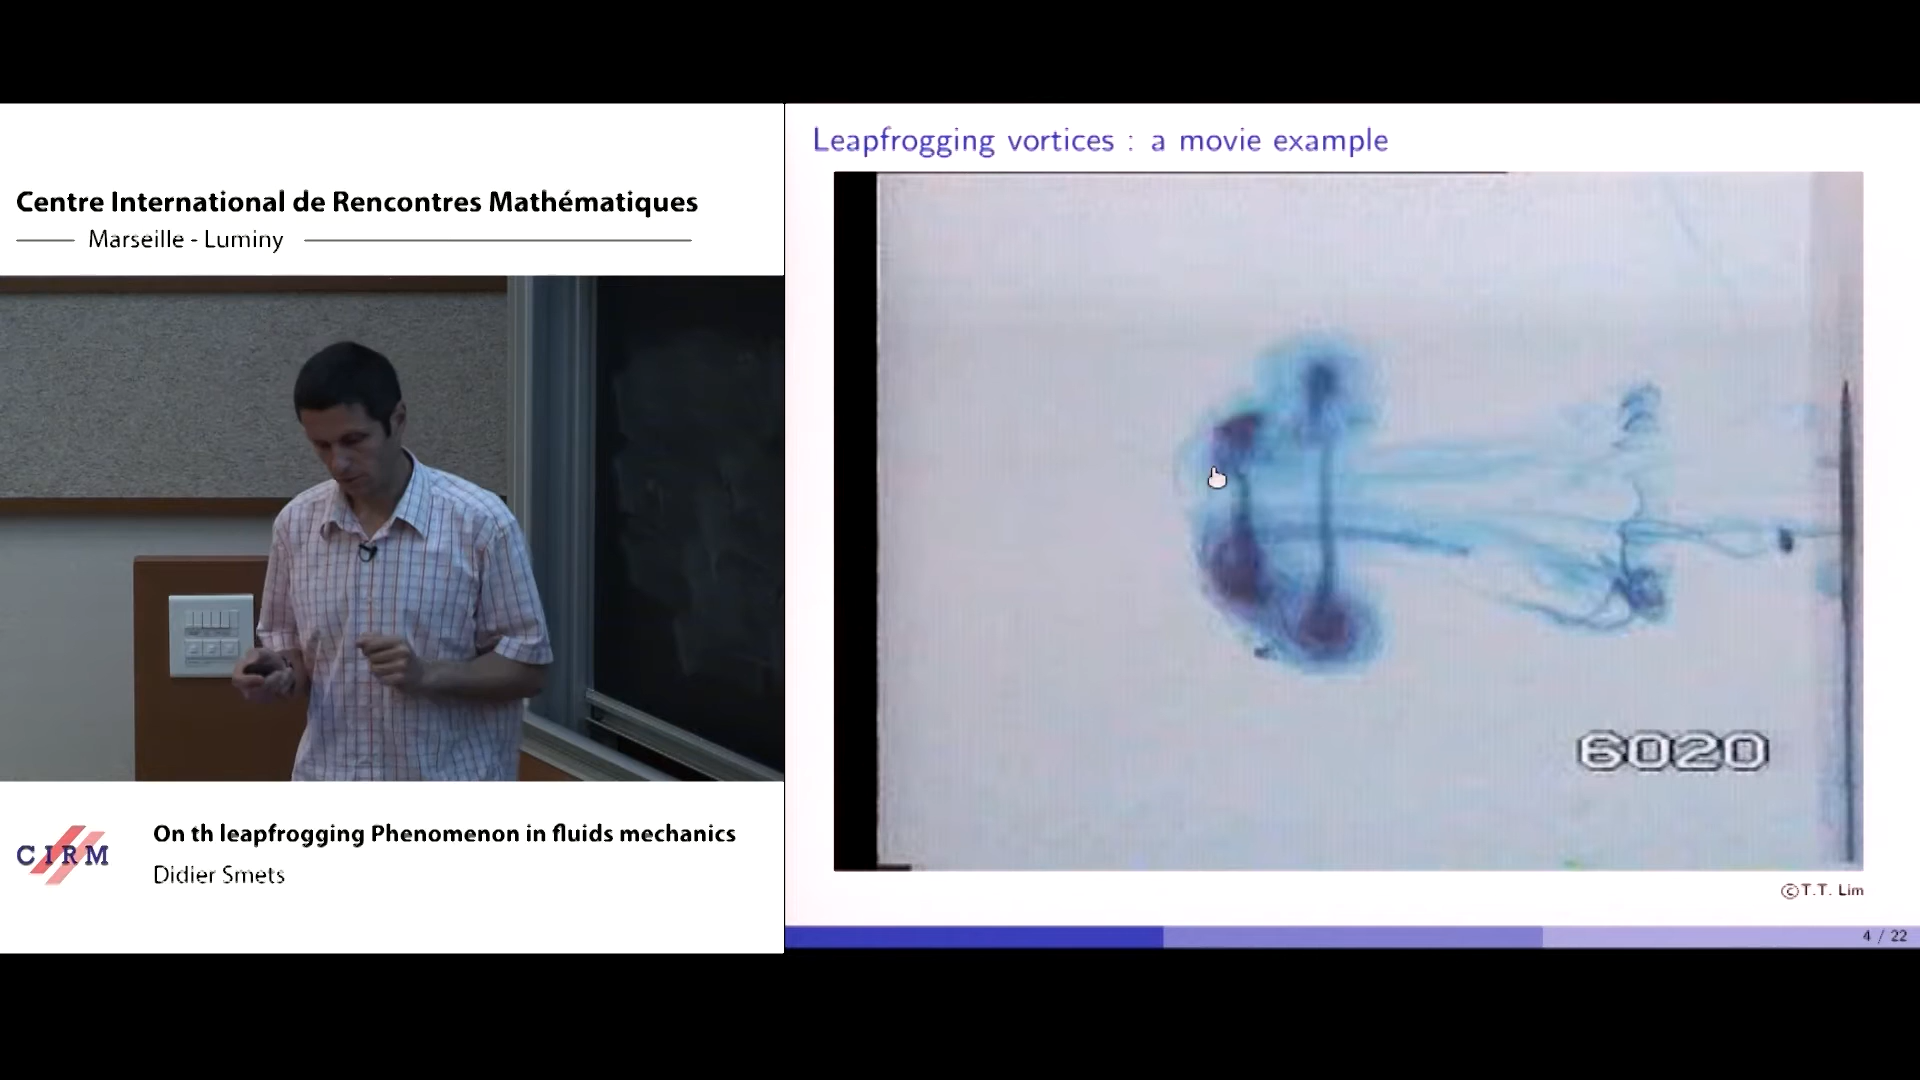 Centre International de Rencontres Mathématiques
Marseille - Luminy
CIRM
On th leapfrogging Phenomenon in fluids mechanics
Didier Smets
Leapfrogging vortices : a movie example
6020
©T.T. Lim
4 / 22